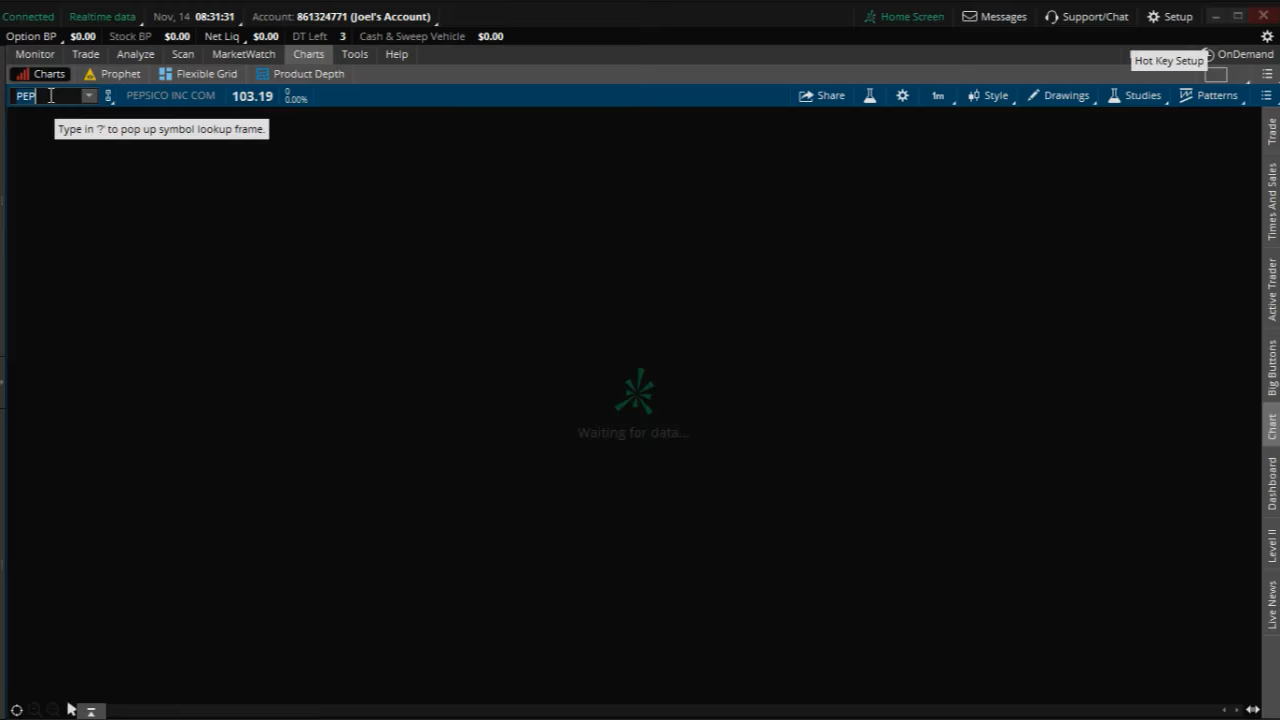 Connected Realtime data Nov, 14 08:31:31 Account: 861324771 (Joel's Account) Home Screen Messages Support/Chat Setup
Option BP $0.00 Stock BP $0.00 Net Liq $0.00 DT Left 3 Cash & Sweep Vehicle $0.00
Monitor Trade Analyze Scan MarketWatch Charts Tools Help OnDemand
Hot Key Setup
Charts Prophet Flexible Grid Product Depth
PEP PEPSICO INC COM 103.19 0 0.00% Share 1m Style Drawings Studies Patterns
Type in '?' to pop up symbol lookup frame.
Waiting for data...
Trade
Times And Sales
Active Trader
Big Buttons
Chart
Dashboard
Level II
Live News